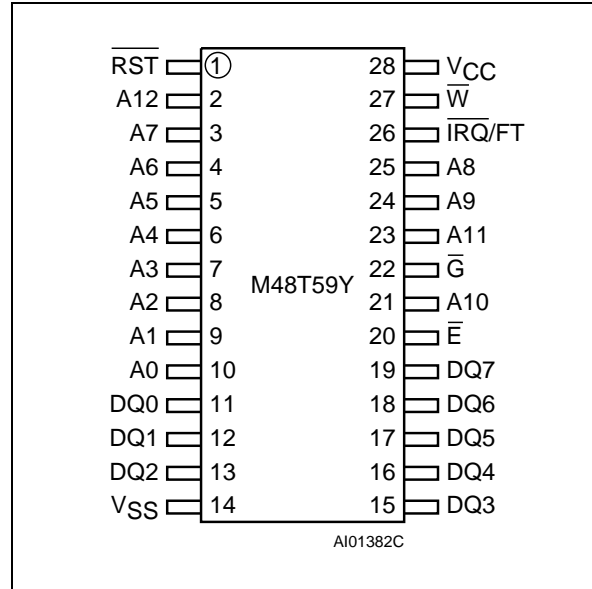 R̅S̅T̅ 1 28 VCC
A12 2 27 W̅
A7 3 26 I̅R̅Q̅/FT
A6 4 25 A8
A5 5 24 A9
A4 6 23 A11
A3 7 22 G̅
M48T59Y
A2 8 21 A10
A1 9 20 E̅
A0 10 19 DQ7
DQ0 11 18 DQ6
DQ1 12 17 DQ5
DQ2 13 16 DQ4
VSS 14 15 DQ3
AI01382C